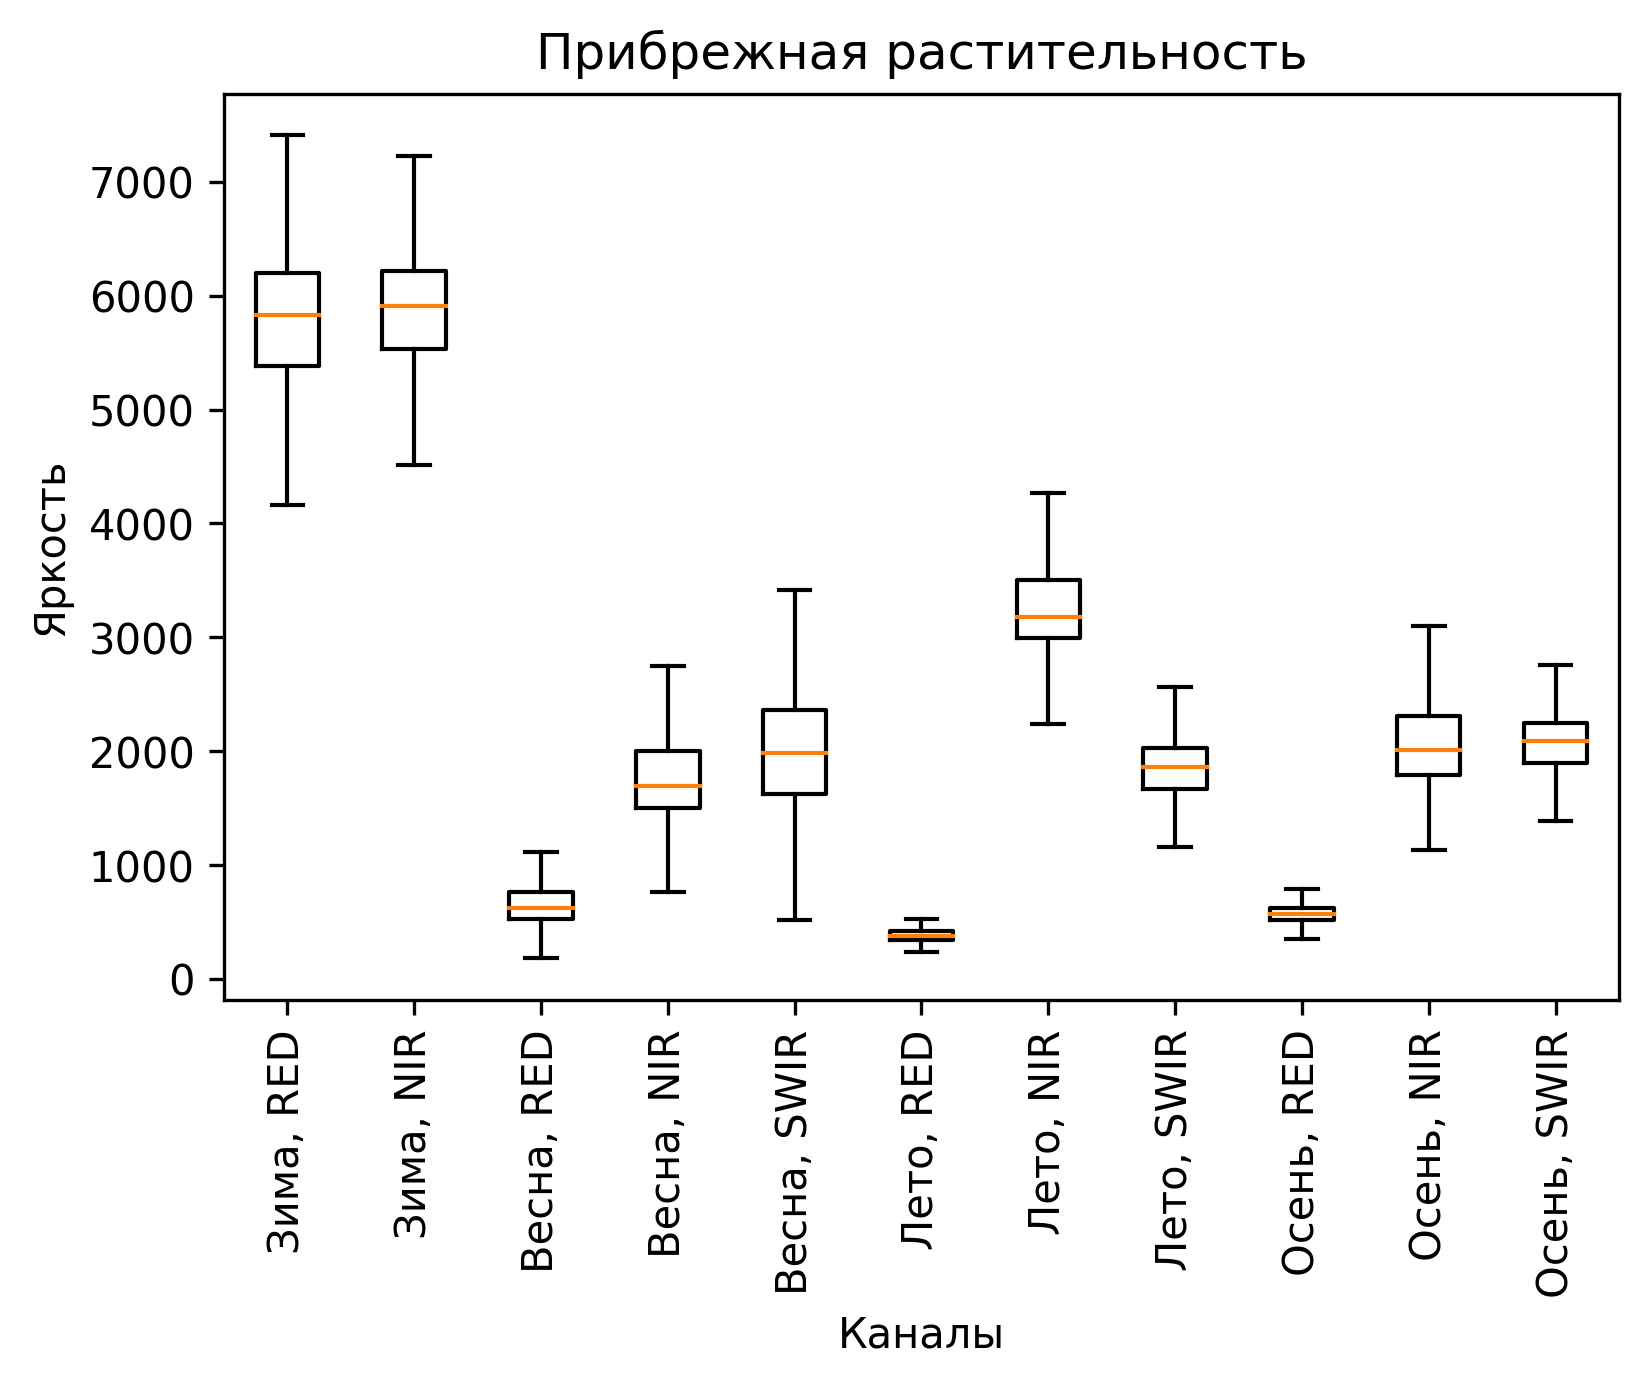 Прибрежная растительность
Яркость
7000
6000
5000
4000
3000
2000
1000
0
Зима, RED
Зима, NIR
Весна, RED
Весна, NIR
Весна, SWIR
Лето, RED
Лето, NIR
Лето, SWIR
Осень, RED
Осень, NIR
Осень, SWIR
Каналы